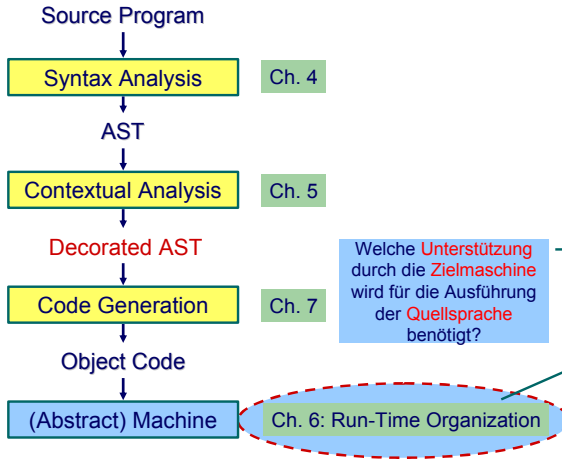 Source Program
Syntax Analysis
Ch. 4
AST
Contextual Analysis
Ch. 5
Decorated AST
Welche Unterstützung
durch die Zielmaschine
wird für die Ausführung
der Quellsprache
benötigt?
Code Generation
Ch. 7
Object Code
(Abstract) Machine
Ch. 6: Run-Time Organization